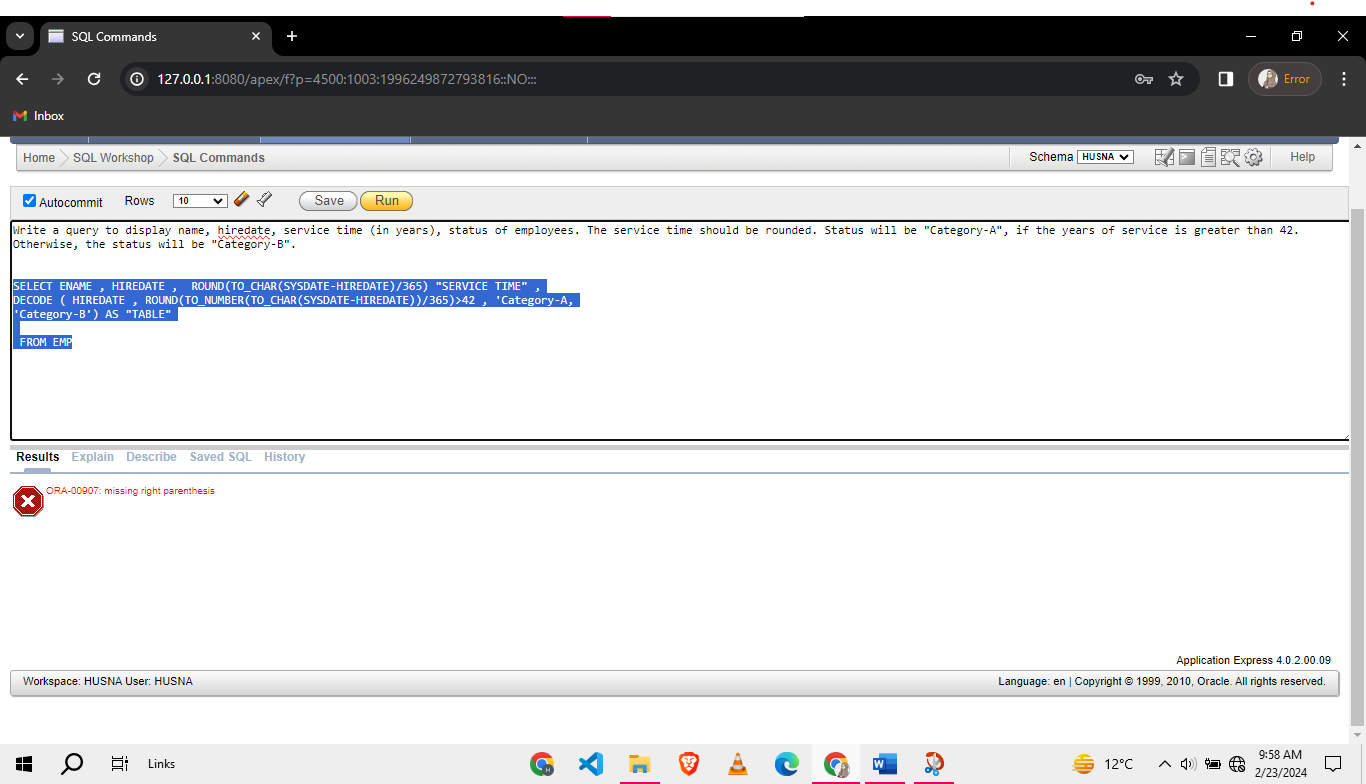 SQL Commands
127.0.0.1:8080/apex/f?p=4500:1003:1996249872793816::NO:::
Error
Inbox
Home SQL Workshop SQL Commands
Schema HUSNA Help
Autocommit Rows 10 Save Run
Write a query to display name, hiredate, service time (in years), status of employees. The service time should be rounded. Status will be "Category-A", if the years of service is greater than 42.
Otherwise, the status will be "Category-B".
SELECT ENAME , HIREDATE , ROUND(TO_CHAR(SYSDATE-HIREDATE)/365) "SERVICE TIME" ,
DECODE ( HIREDATE , ROUND(TO_NUMBER(TO_CHAR(SYSDATE-HIREDATE))/365)>42 , 'Category-A,
'Category-B') AS "TABLE"
FROM EMP
Results Explain Describe Saved SQL History
ORA-00907: missing right parenthesis
Application Express 4.0.2.00.09
Workspace: HUSNA User: HUSNA
Language: en | Copyright © 1999, 2010, Oracle. All rights reserved.
Links
12°C
9:58 AM
2/23/2024